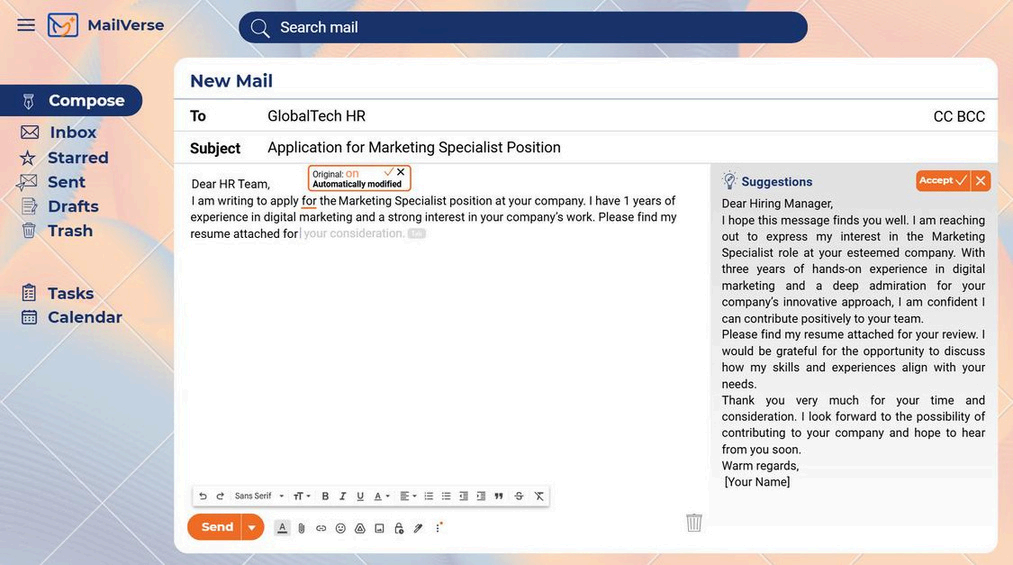 MailVerse
Search mail
Compose
Inbox
Starred
Sent
Drafts
Trash
Tasks
Calendar
New Mail
To GlobalTech HR CC BCC
Subject Application for Marketing Specialist Position
Original: on
Automatically modified
Dear HR Team,
I am writing to apply for the Marketing Specialist position at your company. I have 1 years of
experience in digital marketing and a strong interest in your company's work. Please find my
resume attached for your consideration. Tab
Suggestions
Accept
Dear Hiring Manager,
I hope this message finds you well. I am reaching
out to express my interest in the Marketing
Specialist role at your esteemed company. With
three years of hands-on experience in digital
marketing and a deep admiration for your
company's innovative approach, I am confident I
can contribute positively to your team.
Please find my resume attached for your review. I
would be grateful for the opportunity to discuss
how my skills and experiences align with your
needs.
Thank you very much for your time and
consideration. I look forward to the possibility of
contributing to your company and hope to hear
from you soon.
Warm regards,
[Your Name]
Sans Serif
Send